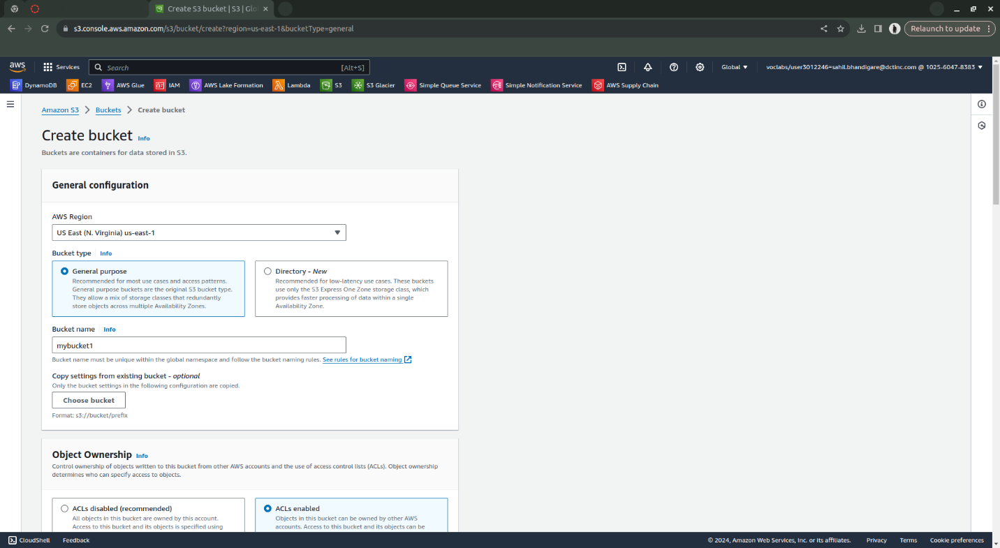 Create S3 bucket | S3 | Glo
s3.console.aws.amazon.com/s3/bucket/create?region=us-east-1&bucketType=general
Relaunch to update
aws
Services
Search
[Alt+S]
Global
voclabs/user3012246=sahil.bhandigare@dctinc.com @ 1025-6047-8383
DynamoDB
EC2
AWS Glue
IAM
AWS Lake Formation
Lambda
S3
S3 Glacier
Simple Queue Service
Simple Notification Service
AWS Supply Chain
Amazon S3
Buckets
Create bucket
Create bucket Info
Buckets are containers for data stored in S3.
General configuration
AWS Region
US East (N. Virginia) us-east-1
Bucket type Info
General purpose
Recommended for most use cases and access patterns.
General purpose buckets are the original S3 bucket type.
They allow a mix of storage classes that redundantly
store objects across multiple Availability Zones.
Directory - New
Recommended for low-latency use cases. These buckets
use only the S3 Express One Zone storage class, which
provides faster processing of data within a single
Availability Zone.
Bucket name Info
mybucket1
Bucket name must be unique within the global namespace and follow the bucket naming rules. See rules for bucket naming
Copy settings from existing bucket - optional
Only the bucket settings in the following configuration are copied.
Choose bucket
Format: s3://bucket/prefix
Object Ownership Info
Control ownership of objects written to this bucket from other AWS accounts and the use of access control lists (ACLs). Object ownership
determines who can specify access to objects.
ACLs disabled (recommended)
All objects in this bucket are owned by this account.
Access to this bucket and its objects is specified using
ACLs enabled
Objects in this bucket can be owned by other AWS
accounts. Access to this bucket and its objects can be
CloudShell
Feedback
© 2024, Amazon Web Services, Inc. or its affiliates.
Privacy
Terms
Cookie preferences